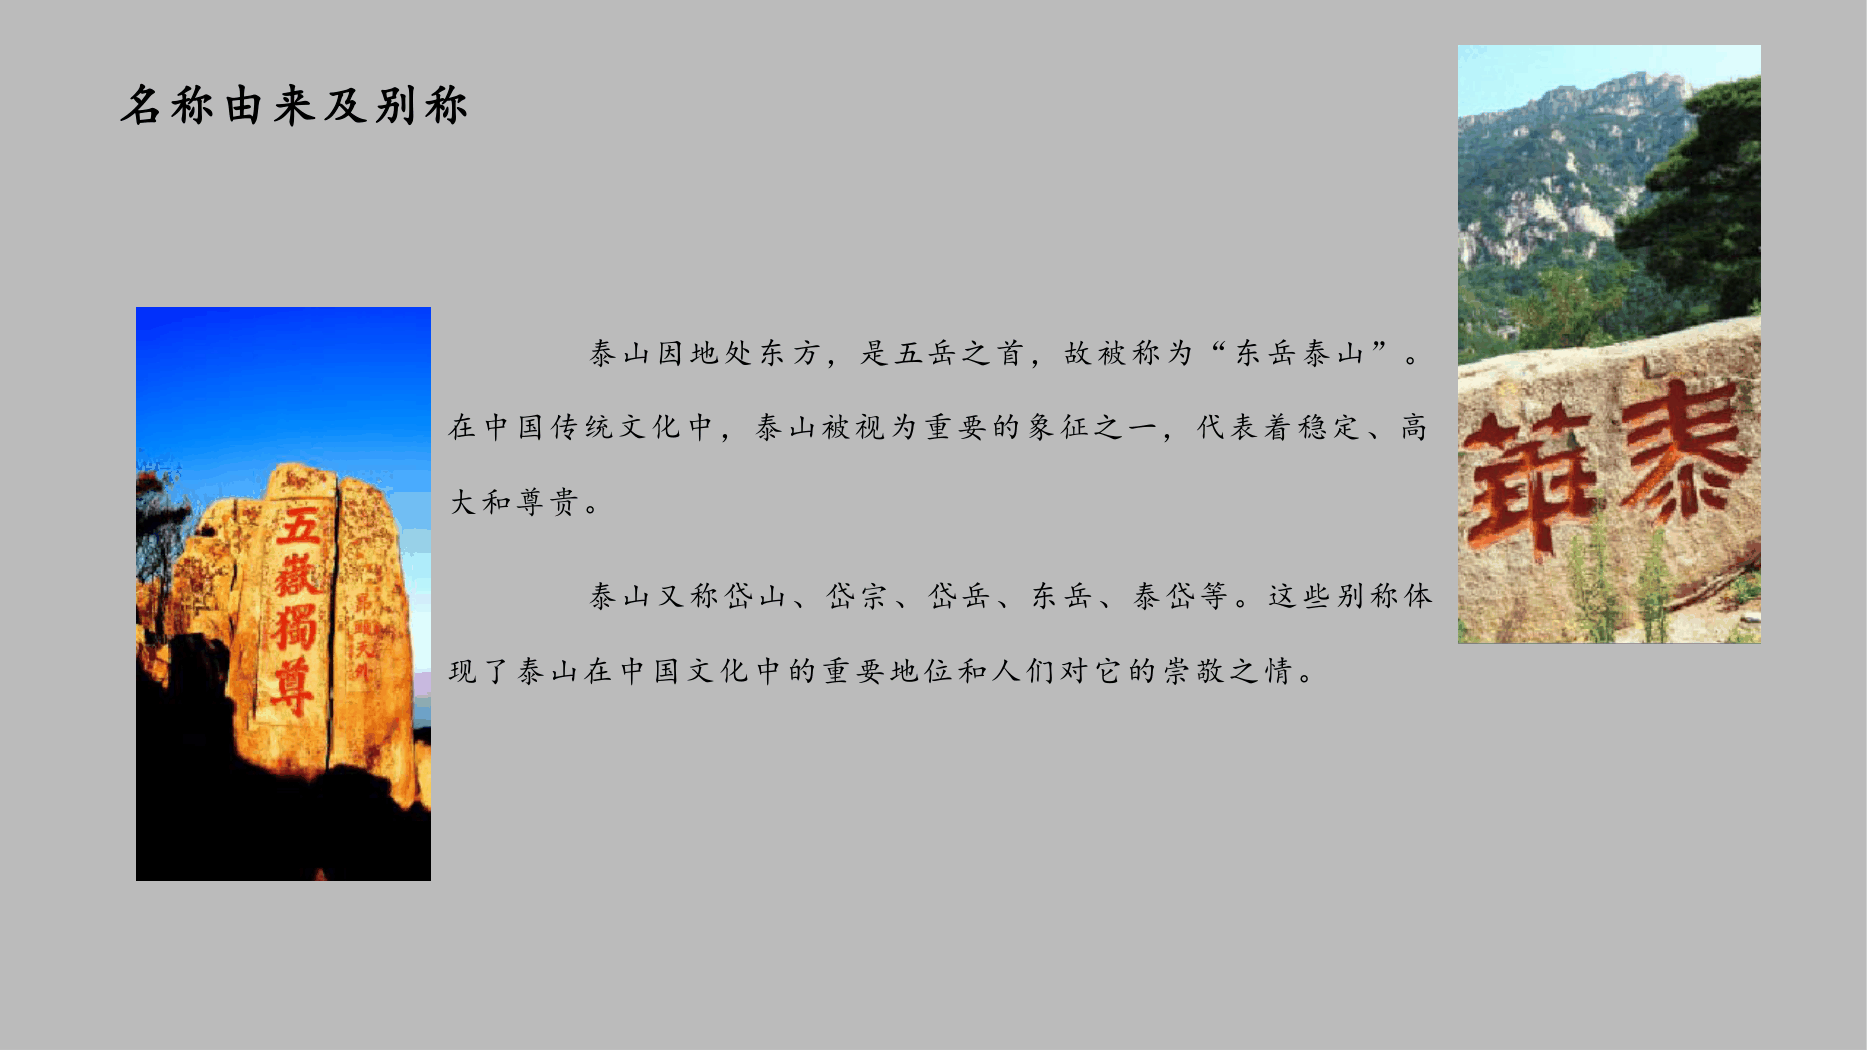 名称由来及别称
泰山因地处东方，是五岳之首，故被称为“东岳泰山”。
在中国传统文化中，泰山被视为重要的象征之一，代表着稳定、高
大和尊贵。
泰山又称岱山、岱宗、岱岳、东岳、泰岱等。这些别称体
现了泰山在中国文化中的重要地位和人们对它的崇敬之情。
五嶽獨尊
昂頭天外
泰華